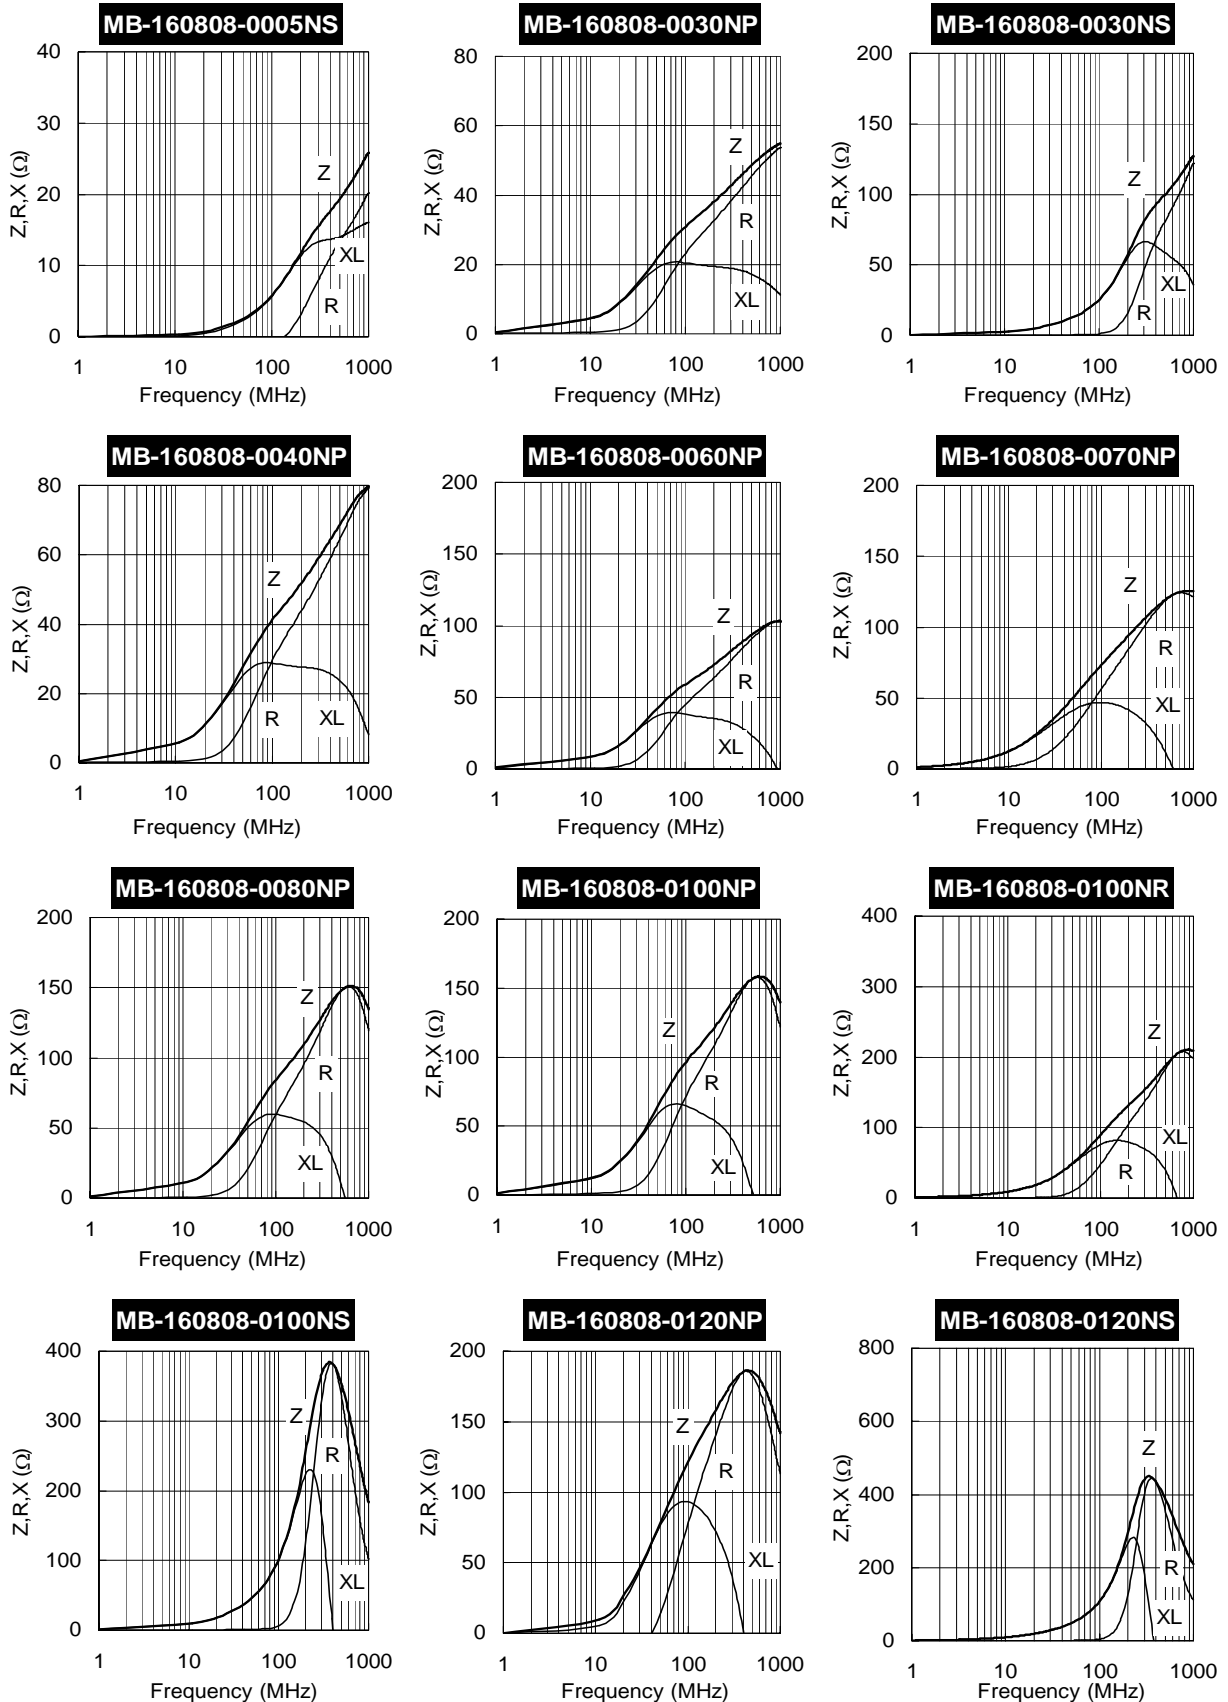 MB-160808-0005NS
40
30
20
10
0
Z,R,X (Ω)
Z
XL
R
1 10 100 1000
Frequency (MHz)
MB-160808-0030NP
80
60
40
20
0
Z,R,X (Ω)
Z
R
XL
1 10 100 1000
Frequency (MHz)
MB-160808-0030NS
200
150
100
50
0
Z,R,X (Ω)
Z
XL
R
1 10 100 1000
Frequency (MHz)
MB-160808-0040NP
80
60
40
20
0
Z,R,X (Ω)
Z
R
XL
1 10 100 1000
Frequency (MHz)
MB-160808-0060NP
200
150
100
50
0
Z,R,X (Ω)
Z
R
XL
1 10 100 1000
Frequency (MHz)
MB-160808-0070NP
200
150
100
50
0
Z,R,X (Ω)
Z
R
XL
1 10 100 1000
Frequency (MHz)
MB-160808-0080NP
200
150
100
50
0
Z,R,X (Ω)
Z
R
XL
1 10 100 1000
Frequency (MHz)
MB-160808-0100NP
200
150
100
50
0
Z,R,X (Ω)
Z
R
XL
1 10 100 1000
Frequency (MHz)
MB-160808-0100NR
400
300
200
100
0
Z,R,X (Ω)
Z
XL
R
1 10 100 1000
Frequency (MHz)
MB-160808-0100NS
400
300
200
100
0
Z,R,X (Ω)
Z
R
XL
1 10 100 1000
Frequency (MHz)
MB-160808-0120NP
200
150
100
50
0
Z,R,X (Ω)
Z
R
XL
1 10 100 1000
Frequency (MHz)
MB-160808-0120NS
800
600
400
200
0
Z,R,X (Ω)
Z
R
XL
1 10 100 1000
Frequency (MHz)